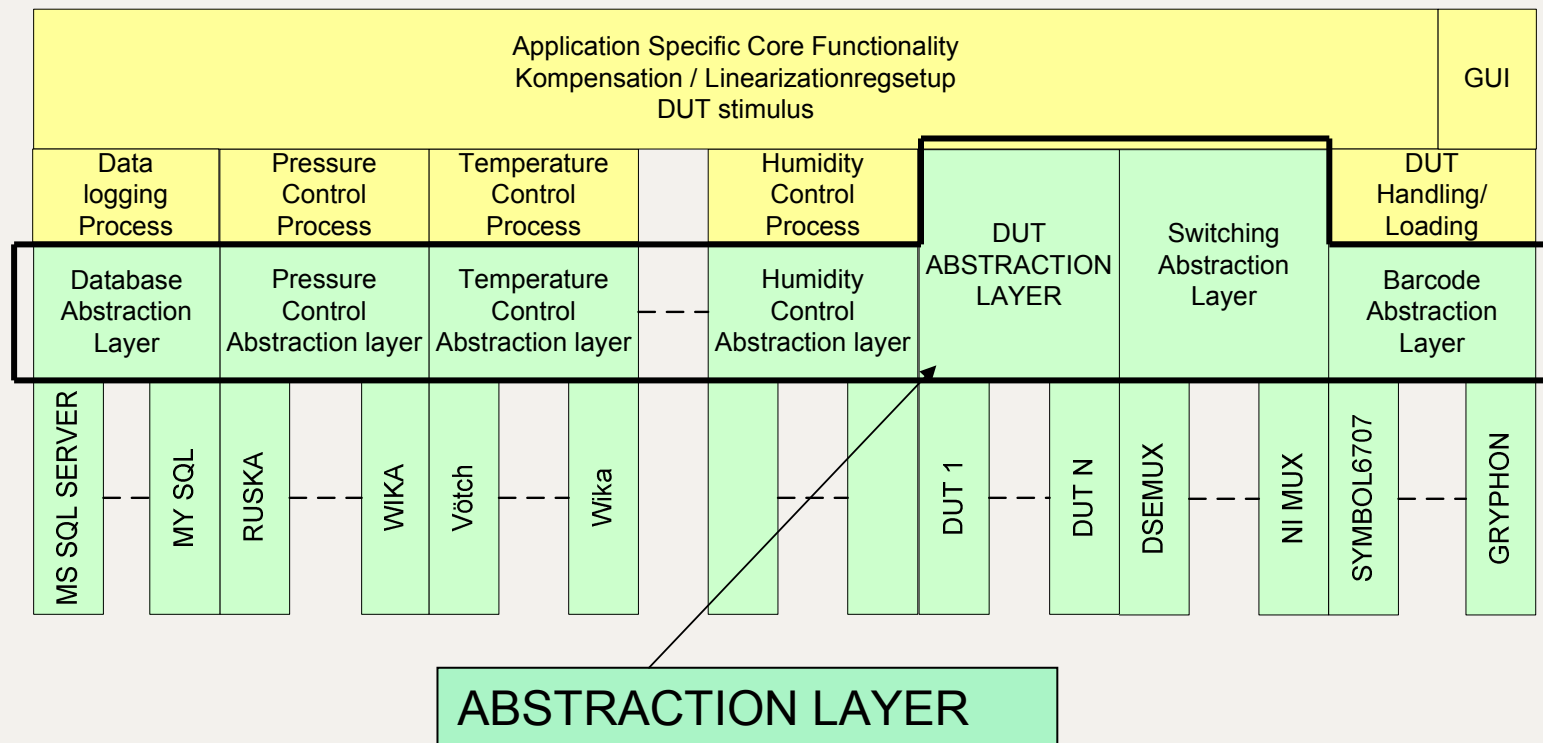 Application Specific Core Functionality
Kompensation / Linearizationregsetup
DUT stimulus
GUI
Data
logging
Process
Pressure
Control
Process
Temperature
Control
Process
Humidity
Control
Process
DUT
Handling/
Loading
Database
Abstraction
Layer
Pressure
Control
Abstraction layer
Temperature
Control
Abstraction layer
Humidity
Control
Abstraction layer
DUT
ABSTRACTION
LAYER
Switching
Abstraction
Layer
Barcode
Abstraction
Layer
MS SQL SERVER
MY SQL
RUSKA
WIKA
Vötch
Wika
DUT 1
DUT N
DSEMUX
NI MUX
SYMBOL6707
GRYPHON
ABSTRACTION LAYER